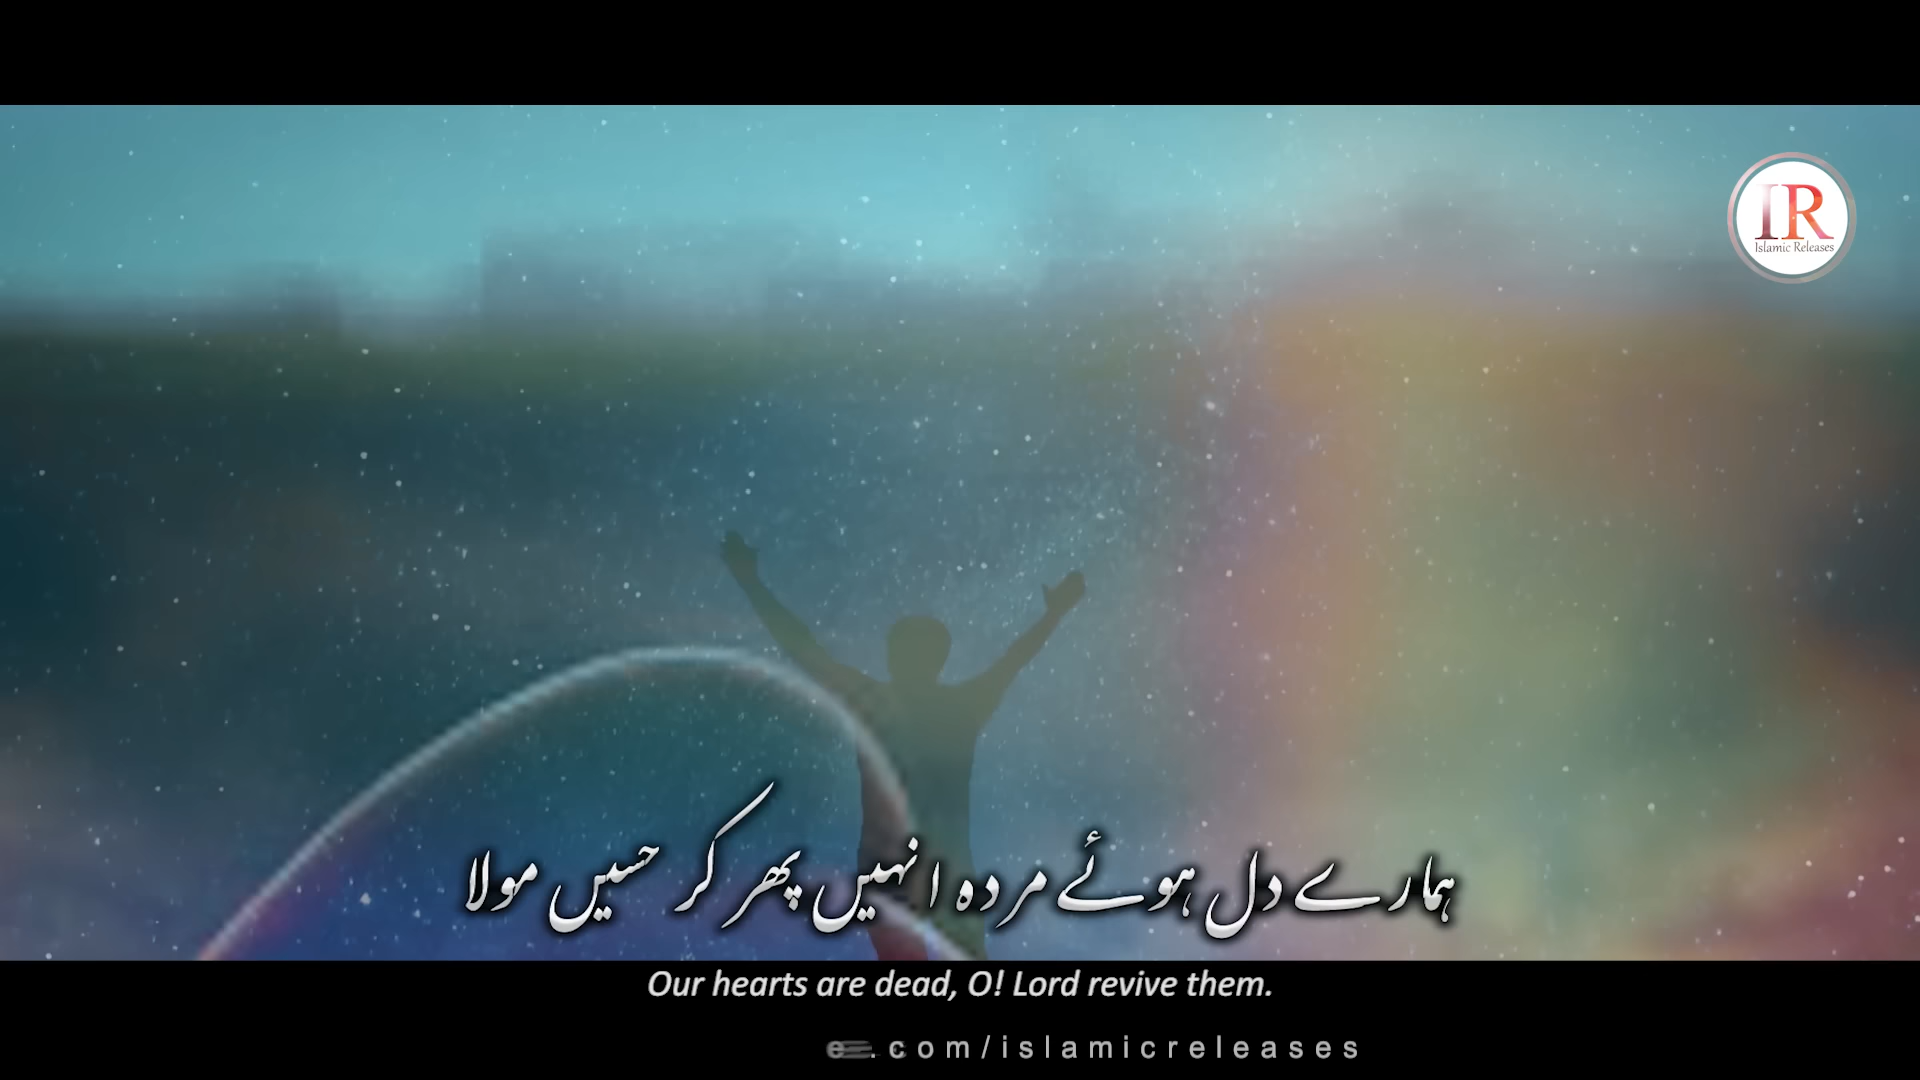 IR
Islamic Releases
ہمارے دل ہوئے مردہ انہیں پھر کر حسیں مولا
Our hearts are dead, O! Lord revive them.
.com/islamicreleases